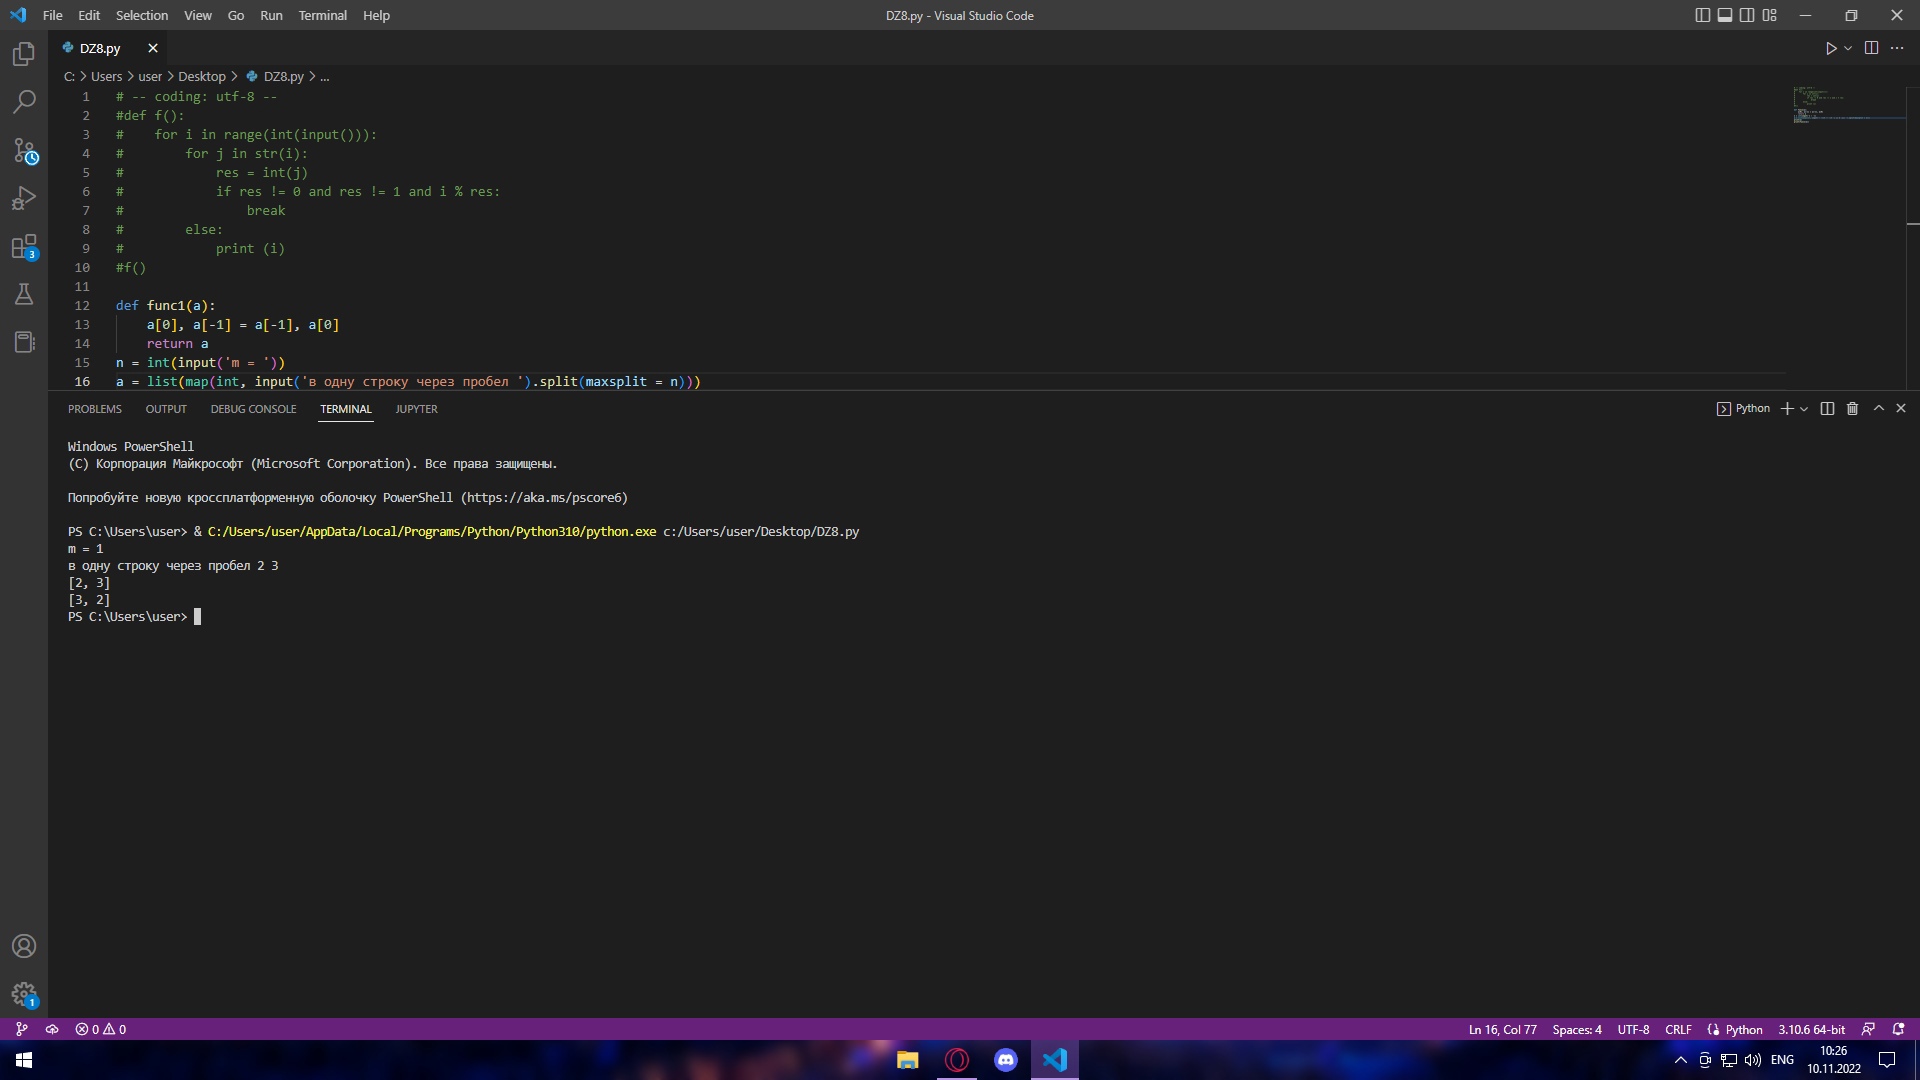 File Edit Selection View Go Run Terminal Help
DZ8.py - Visual Studio Code
DZ8.py
C: > Users > user > Desktop > DZ8.py > ...
1 # -- coding: utf-8 --
2 #def f():
3 #    for i in range(int(input())):
4 #        for j in str(i):
5 #            res = int(j)
6 #            if res != 0 and res != 1 and i % res:
7 #                break
8 #        else:
9 #            print (i)
10 #f()
11
12 def func1(a):
13     a[0], a[-1] = a[-1], a[0]
14     return a
15 n = int(input('m = '))
16 a = list(map(int, input('в одну строку через пробел ').split(maxsplit = n)))
PROBLEMS OUTPUT DEBUG CONSOLE TERMINAL JUPYTER
Python
Windows PowerShell
(C) Корпорация Майкрософт (Microsoft Corporation). Все права защищены.
Попробуйте новую кроссплатформенную оболочку PowerShell (https://aka.ms/pscore6)
PS C:\Users\user> & C:/Users/user/AppData/Local/Programs/Python/Python310/python.exe c:/Users/user/Desktop/DZ8.py
m = 1
в одну строку через пробел 2 3
[2, 3]
[3, 2]
PS C:\Users\user>
3
1
0 0
Ln 16, Col 77 Spaces: 4 UTF-8 CRLF Python 3.10.6 64-bit
ENG
10:26
10.11.2022